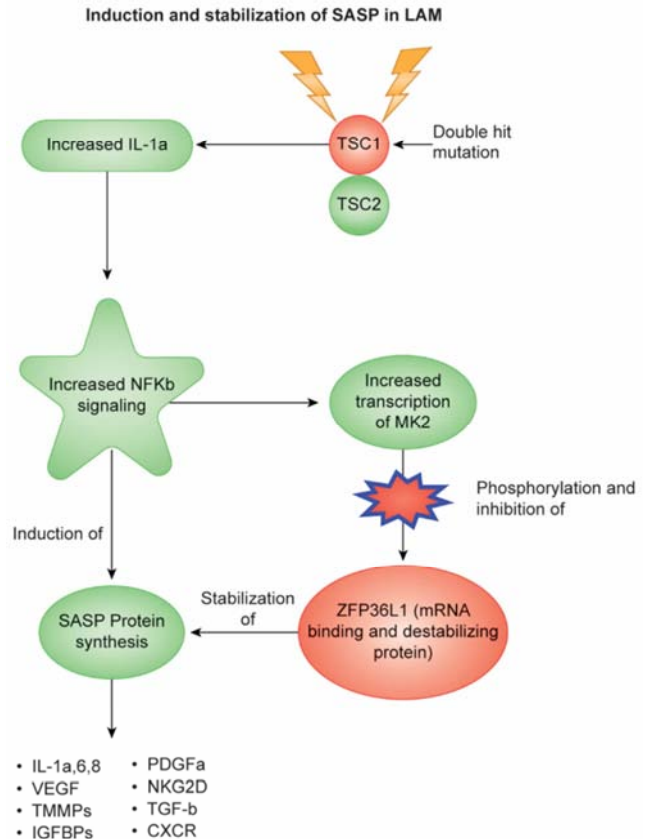 Induction and stabilization of SASP in LAM
Increased IL-1a
TSC1
Double hit
mutation
TSC2
Increased NFKb
signaling
Increased
transcription
of MK2
Phosphorylation and
inhibition of
Induction of
SASP Protein
synthesis
Stabilization
of
ZFP36L1 (mRNA
binding and destabilizing
protein)
• IL-1a,6,8
• VEGF
• TMMPs
• IGFBPs
• PDGFa
• NKG2D
• TGF-b
• CXCR